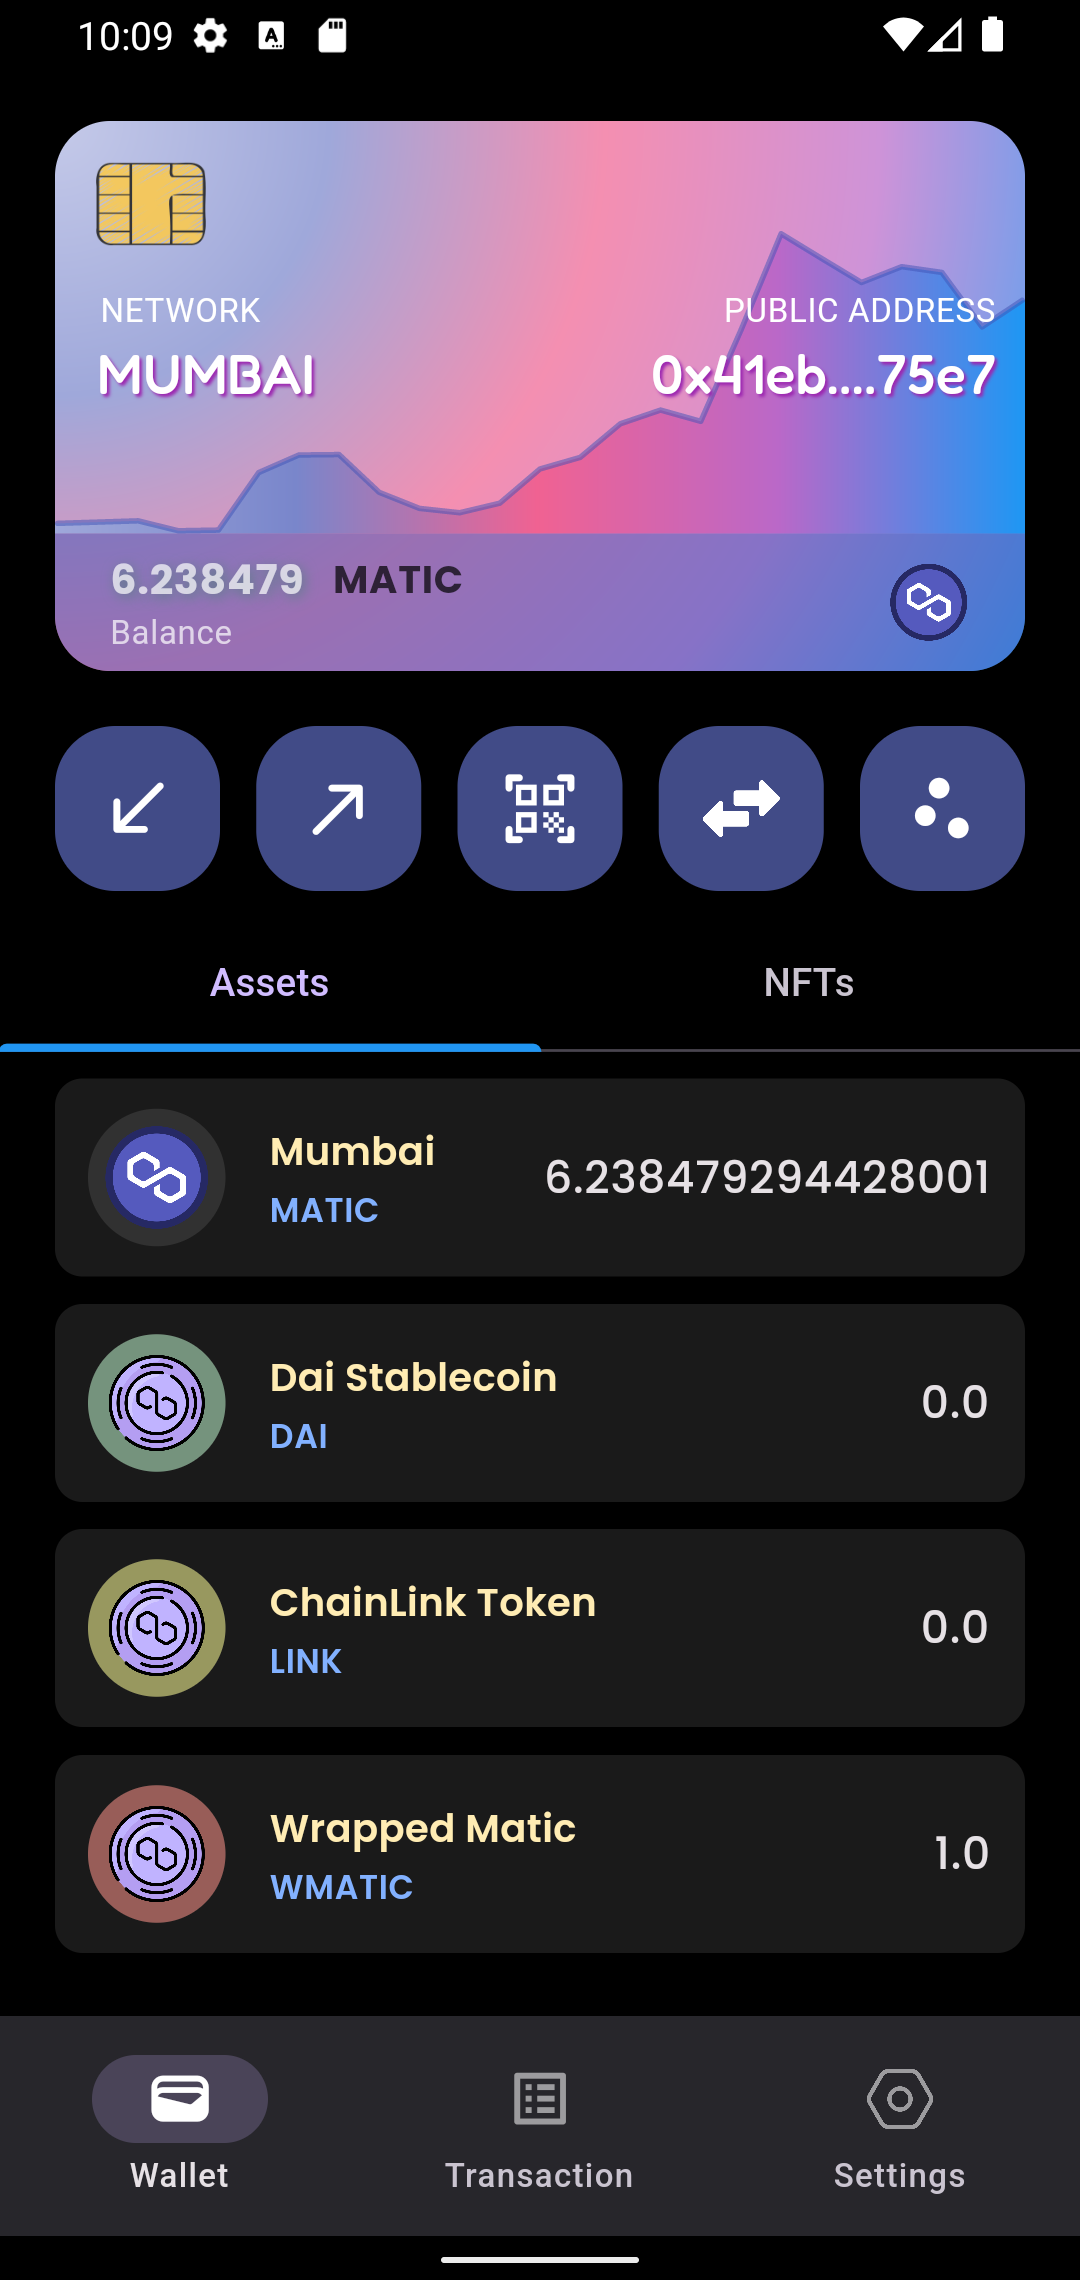 10:09
NETWORK
PUBLIC ADDRESS
MUMBAI
0x41eb....75e7
6.238479 MATIC
Balance
Assets
NFTs
Mumbai
MATIC
6.238479294428001
Dai Stablecoin
DAI
0.0
ChainLink Token
LINK
0.0
Wrapped Matic
WMATIC
1.0
Wallet
Transaction
Settings